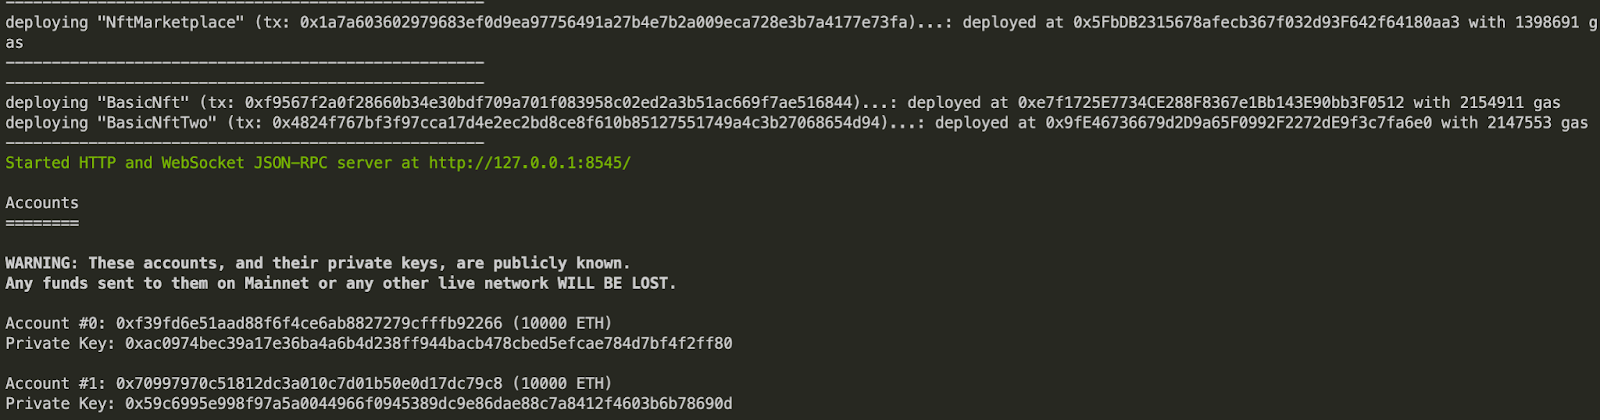 --------------------------------------------------
deploying "NftMarketplace" (tx: 0x1a7a603602979683ef0d9ea97756491a27b4e7b2a009eca728e3b7a4177e73fa)...: deployed at 0x5FbDB2315678afecb367f032d93F642f64180aa3 with 1398691 g
as
----------------------------------------------------
----------------------------------------------------
deploying "BasicNft" (tx: 0xf9567f2a0f28660b34e30bdf709a701f083958c02ed2a3b51ac669f7ae516844)...: deployed at 0xe7f1725E7734CE288F8367e1Bb143E90bb3F0512 with 2154911 gas
deploying "BasicNftTwo" (tx: 0x4824f767bf3f97cca17d4e2ec2bd8ce8f610b85127551749a4c3b27068654d94)...: deployed at 0x9fE46736679d2D9a65F0992F2272dE9f3c7fa6e0 with 2147553 gas
----------------------------------------------------
Started HTTP and WebSocket JSON-RPC server at http://127.0.0.1:8545/
Accounts
========
WARNING: These accounts, and their private keys, are publicly known.
Any funds sent to them on Mainnet or any other live network WILL BE LOST.
Account #0: 0xf39fd6e51aad88f6f4ce6ab8827279cfffb92266 (10000 ETH)
Private Key: 0xac0974bec39a17e36ba4a6b4d238ff944bacb478cbed5efcae784d7bf4f2ff80
Account #1: 0x70997970c51812dc3a010c7d01b50e0d17dc79c8 (10000 ETH)
Private Key: 0x59c6995e998f97a5a0044966f0945389dc9e86dae88c7a8412f4603b6b78690d